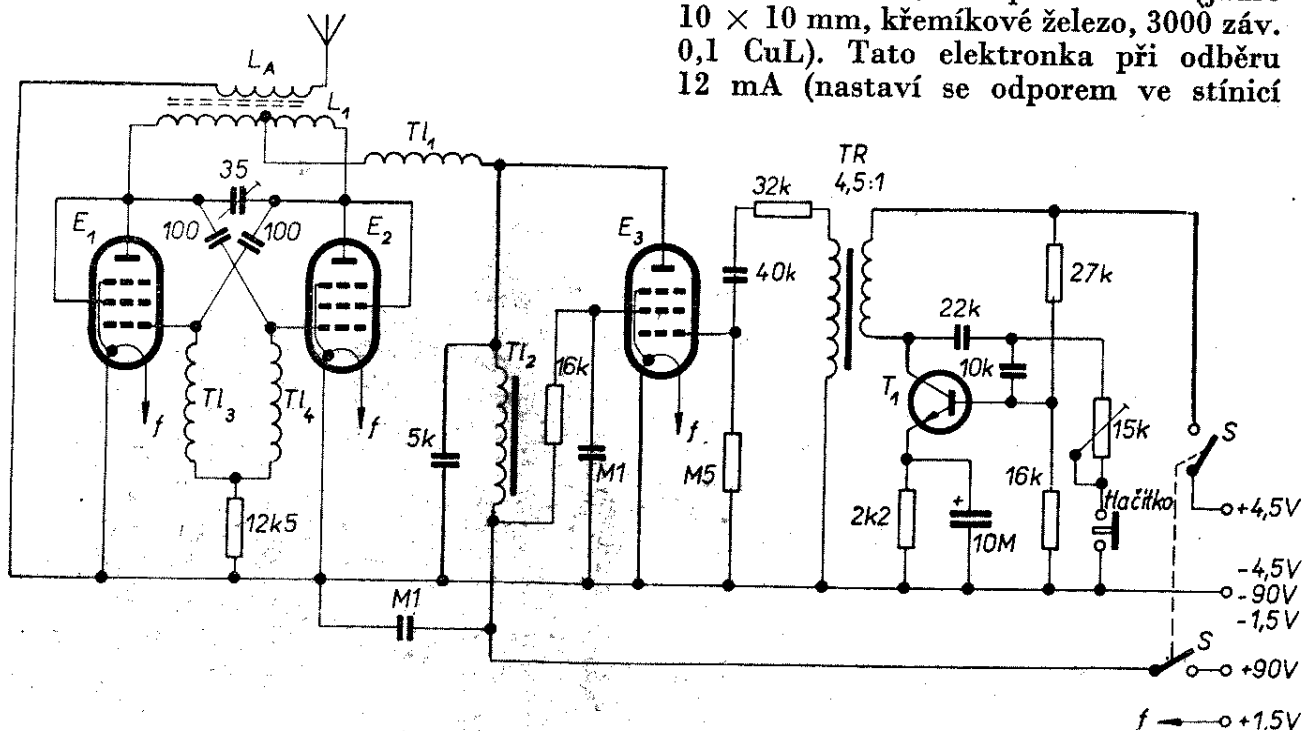 10 × 10 mm, křemíkové železo, 3000 záv.
0,1 CuL). Tato elektronka při odběru
12 mA (nastaví se odporem ve stínicí
L_A
L_1
Tl_1
TR
4,5:1
35
32k
E_1
100
100
E_2
E_3
40k
27k
22k
Tl_2
16k
10k
T_1
Tl_3
Tl_4
f
f
5k
f
15k
S
M1
M5
16k
tlačítko
+
12k5
2k2
10M
+4,5V
-4,5V
M1
-90V
-1,5V
S
+90V
f
+1,5V